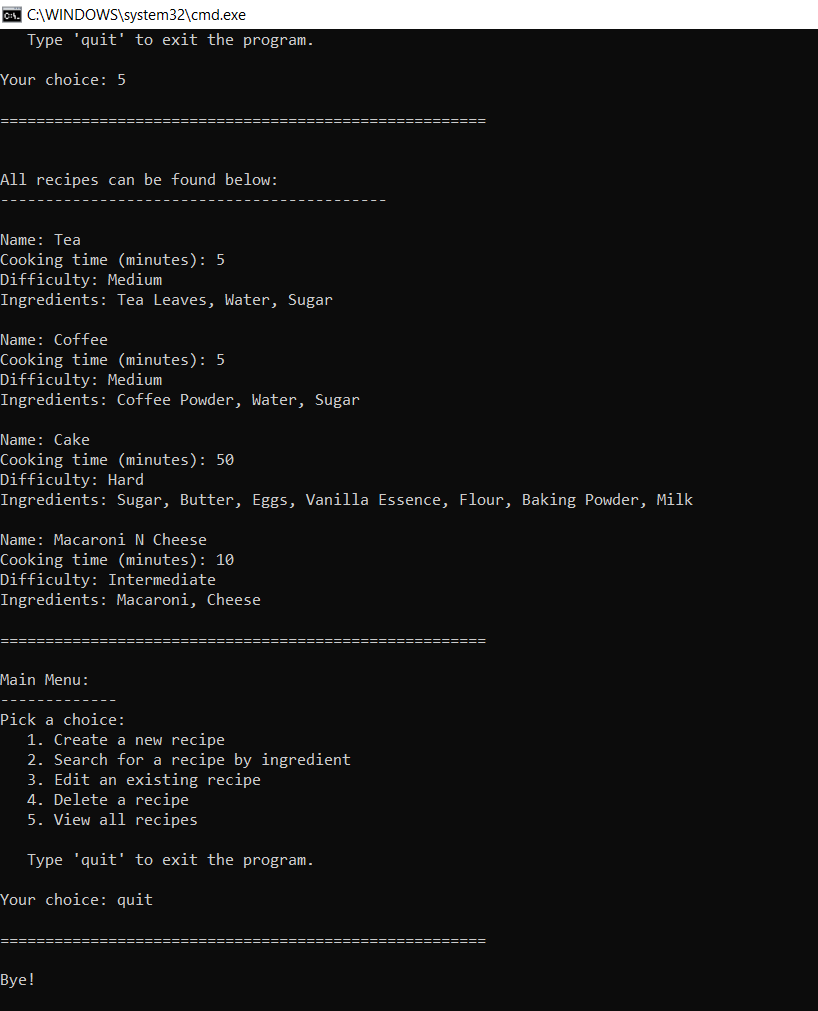 C:\WINDOWS\system32\cmd.exe
Type 'quit' to exit the program.
Your choice: 5
======================================================
All recipes can be found below:
-------------------------------------------
Name: Tea
Cooking time (minutes): 5
Difficulty: Medium
Ingredients: Tea Leaves, Water, Sugar
Name: Coffee
Cooking time (minutes): 5
Difficulty: Medium
Ingredients: Coffee Powder, Water, Sugar
Name: Cake
Cooking time (minutes): 50
Difficulty: Hard
Ingredients: Sugar, Butter, Eggs, Vanilla Essence, Flour, Baking Powder, Milk
Name: Macaroni N Cheese
Cooking time (minutes): 10
Difficulty: Intermediate
Ingredients: Macaroni, Cheese
======================================================
Main Menu:
-------------
Pick a choice:
1. Create a new recipe
2. Search for a recipe by ingredient
3. Edit an existing recipe
4. Delete a recipe
5. View all recipes
Type 'quit' to exit the program.
Your choice: quit
======================================================
Bye!